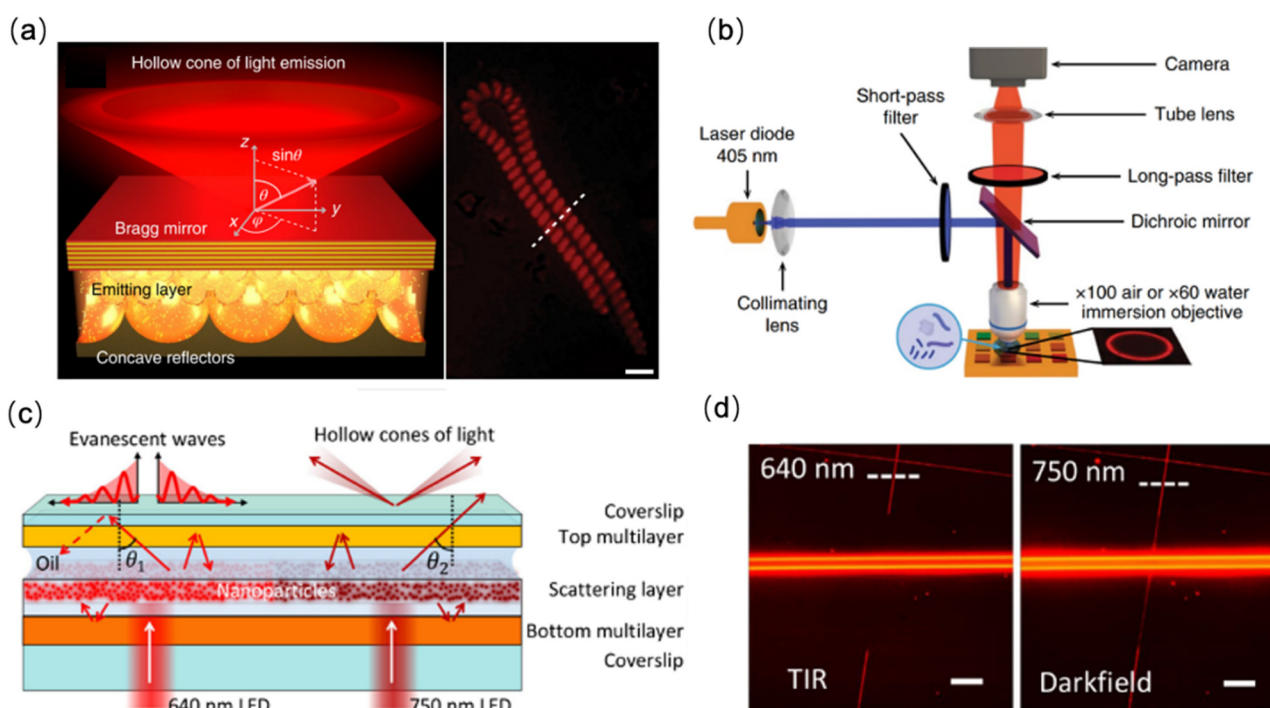 (a)
Hollow cone of light emission
z
sinθ
θ
y
x
φ
Bragg mirror
Emitting layer
Concave reflectors
(b)
Camera
Tube lens
Short-pass
filter
Laser diode
405 nm
Long-pass filter
Dichroic mirror
Collimating
lens
×100 air or ×60 water
immersion objective
(c)
Evanescent waves
Hollow cones of light
Coverslip
Top multilayer
Oil
θ1
θ2
Nanoparticles
Scattering layer
Bottom multilayer
Coverslip
640 nm LED
750 nm LED
(d)
640 nm
750 nm
TIR
Darkfield